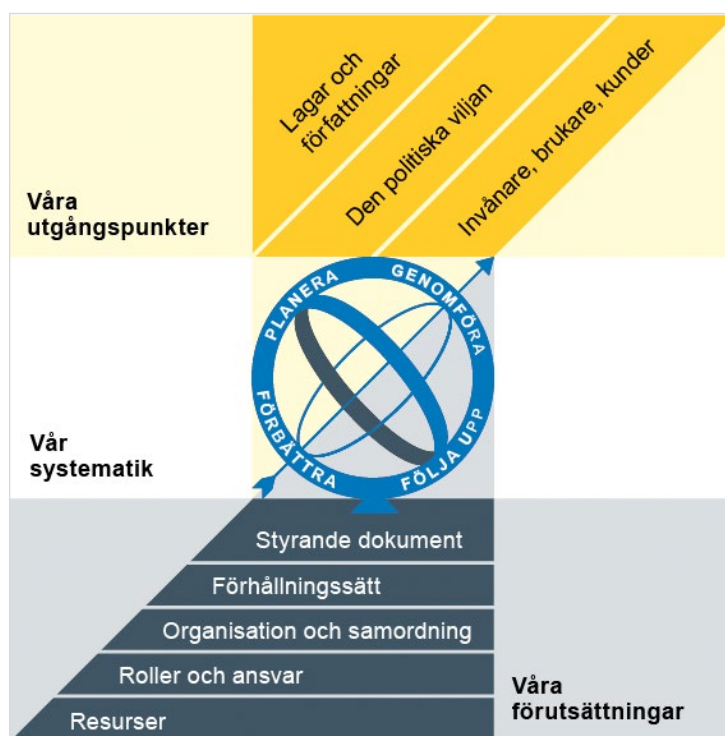 Lagar och
författningar
Den politiska viljan
Invånare, brukare, kunder
Våra
utgångspunkter
PLANERA
GENOMFÖRA
FÖRBÄTTRA
FÖLJA UPP
Vår
systematik
Styrande dokument
Förhållningssätt
Organisation och samordning
Roller och ansvar
Resurser
Våra
förutsättningar